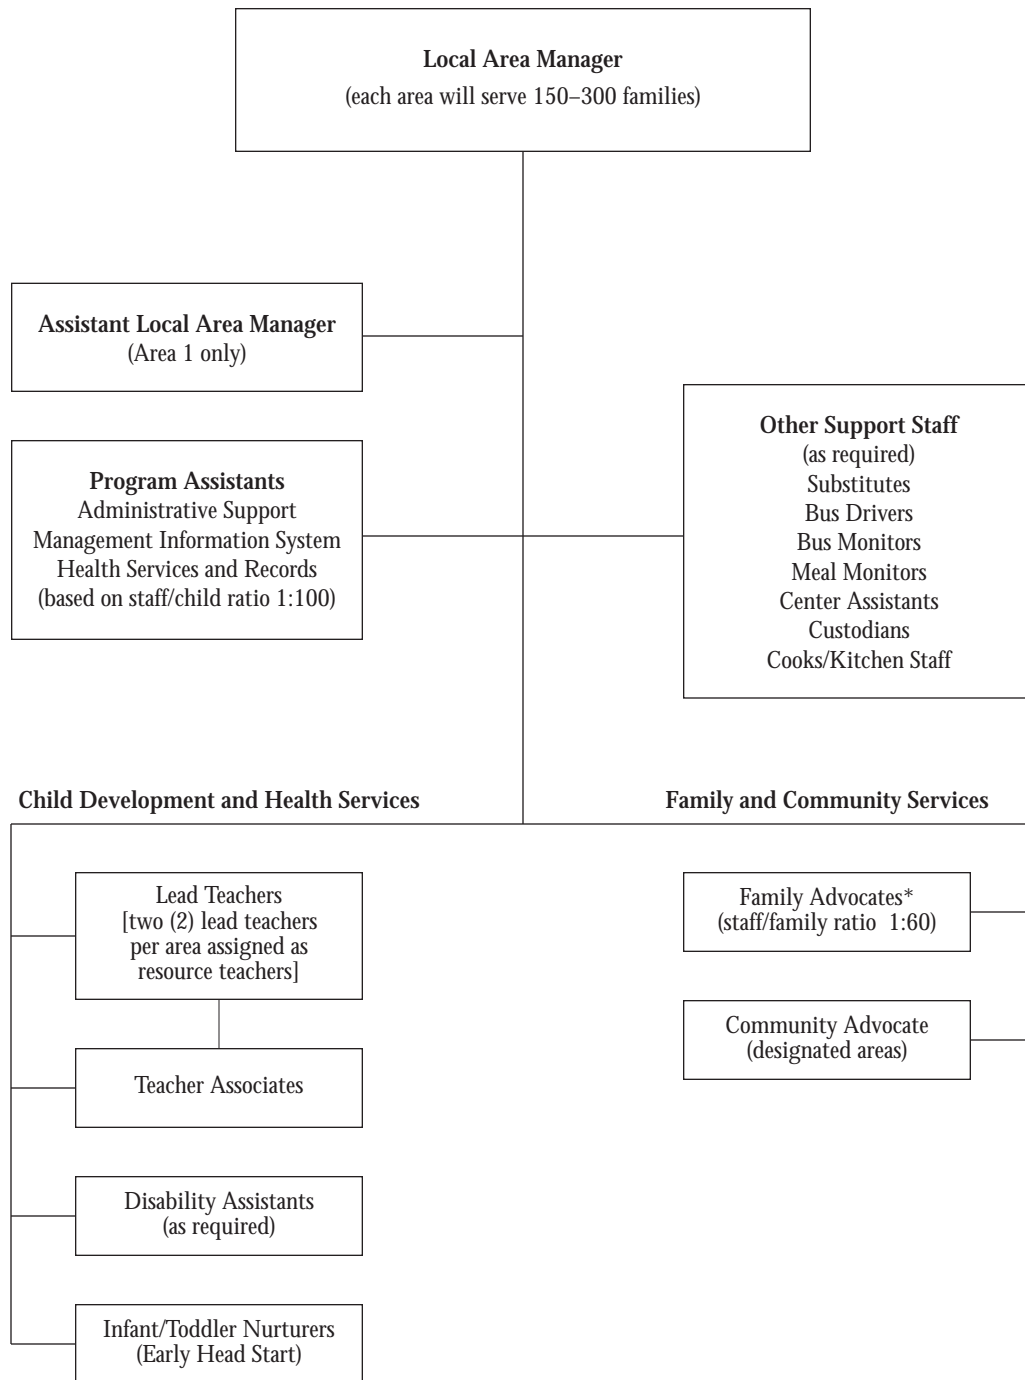 Local Area Manager
(each area will serve 150–300 families)
Assistant Local Area Manager
(Area 1 only)
Program Assistants
Administrative Support
Management Information System
Health Services and Records
(based on staff/child ratio 1:100)
Other Support Staff
(as required)
Substitutes
Bus Drivers
Bus Monitors
Meal Monitors
Center Assistants
Custodians
Cooks/Kitchen Staff
Child Development and Health Services
Lead Teachers
[two (2) lead teachers
per area assigned as
resource teachers]
Teacher Associates
Disability Assistants
(as required)
Infant/Toddler Nurturers
(Early Head Start)
Family and Community Services
Family Advocates*
(staff/family ratio 1:60)
Community Advocate
(designated areas)